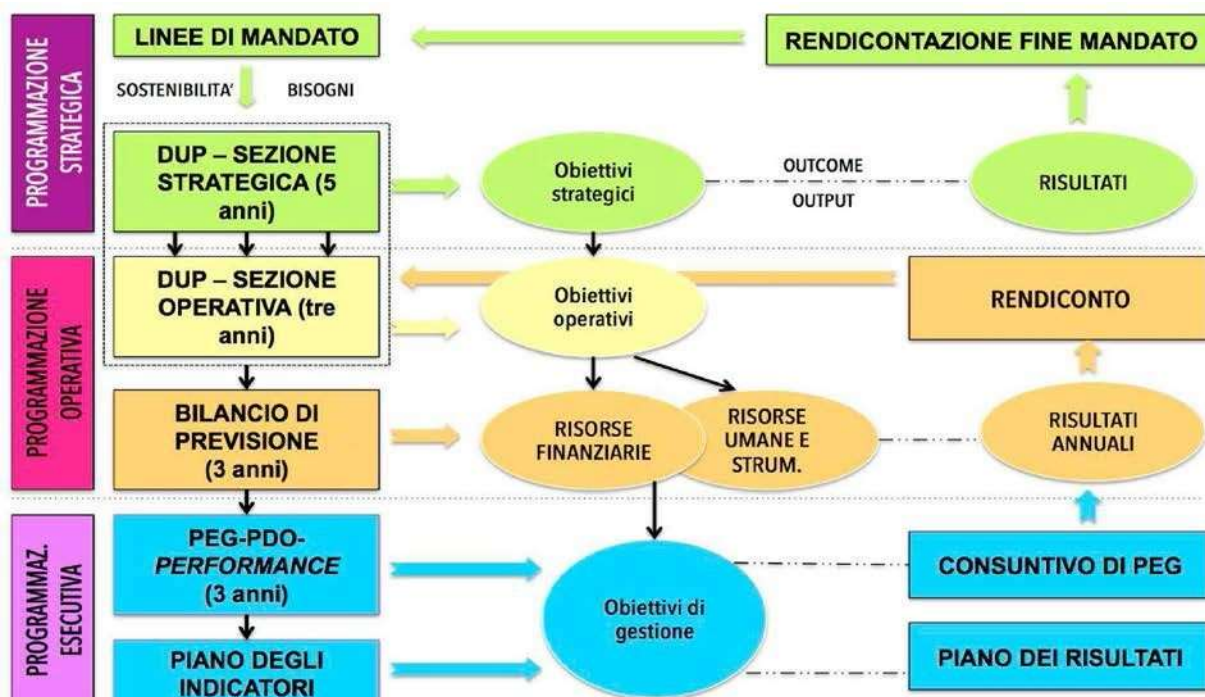 PROGRAMMAZIONE
STRATEGICA
LINEE DI MANDATO
RENDICONTAZIONE FINE MANDATO
SOSTENIBILITA’
BISOGNI
DUP – SEZIONE
STRATEGICA (5
anni)
Obiettivi
strategici
OUTCOME
OUTPUT
RISULTATI
PROGRAMMAZIONE
OPERATIVA
DUP – SEZIONE
OPERATIVA (tre
anni)
Obiettivi
operativi
RENDICONTO
BILANCIO DI
PREVISIONE
(3 anni)
RISORSE
FINANZIARIE
RISORSE
UMANE E
STRUM.
RISULTATI
ANNUALI
PROGRAMMAZ.
ESECUTIVA
PEG-PDO-
PERFORMANCE
(3 anni)
Obiettivi di
gestione
CONSUNTIVO DI PEG
PIANO DEGLI
INDICATORI
PIANO DEI RISULTATI